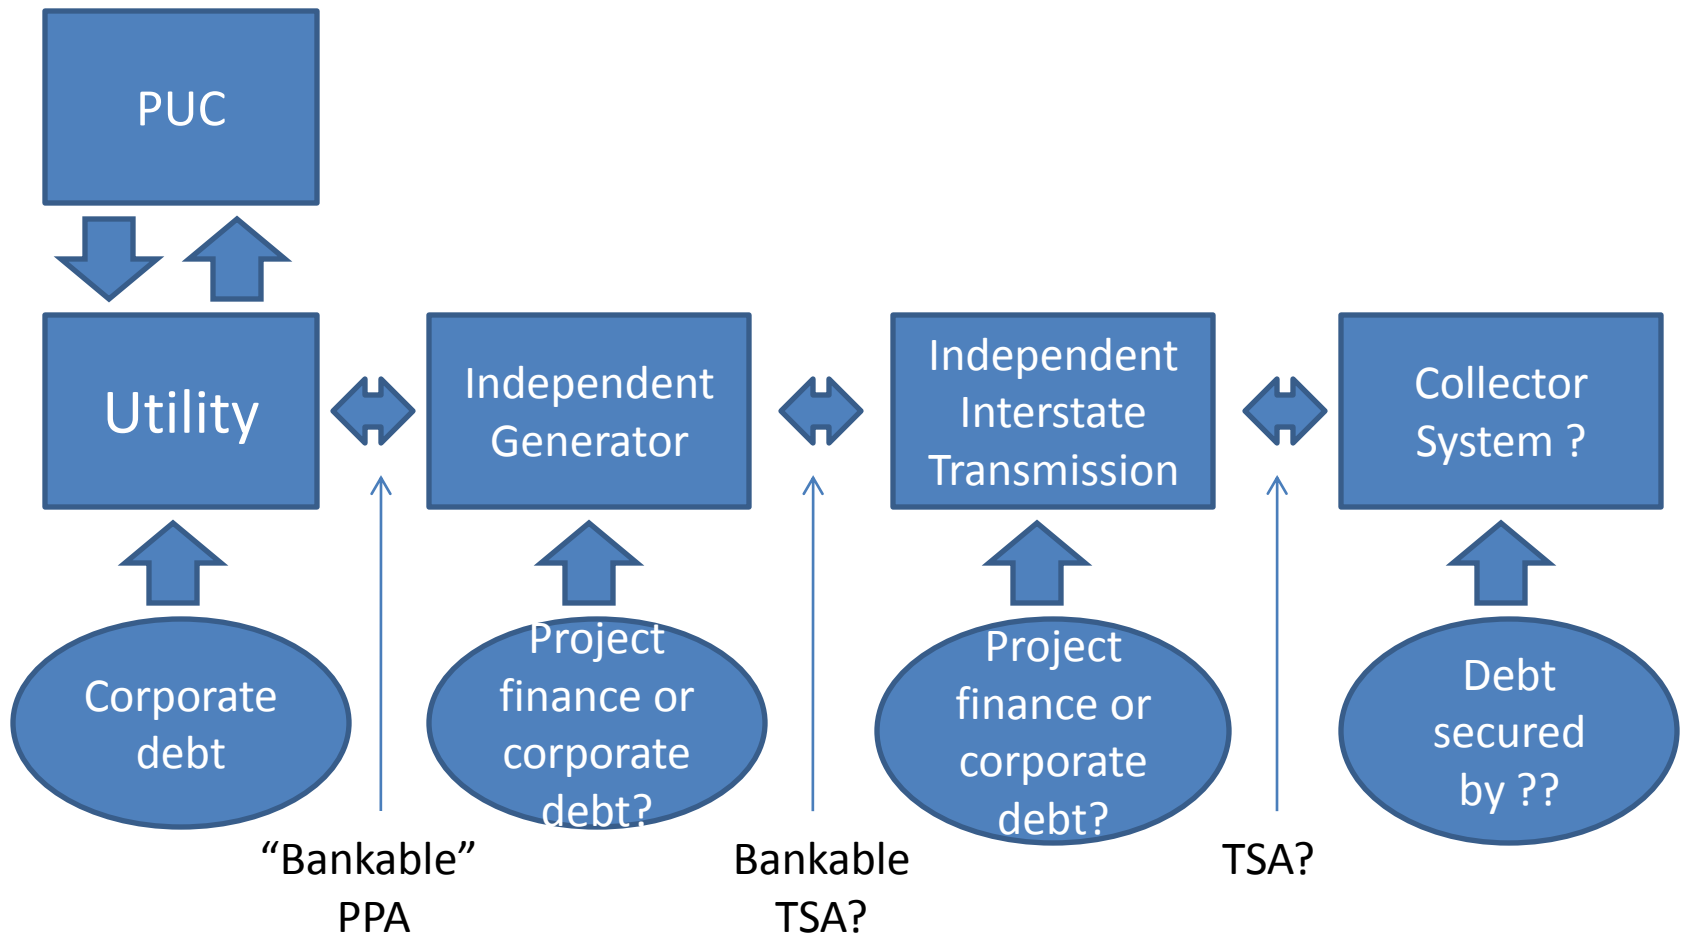 PUC
Utility
Independent
Generator
Independent
Interstate
Transmission
Collector
System ?
Corporate
debt
Project
finance or
corporate
debt?
Project
finance or
corporate
debt?
Debt
secured
by ??
“Bankable”
PPA
Bankable
TSA?
TSA?